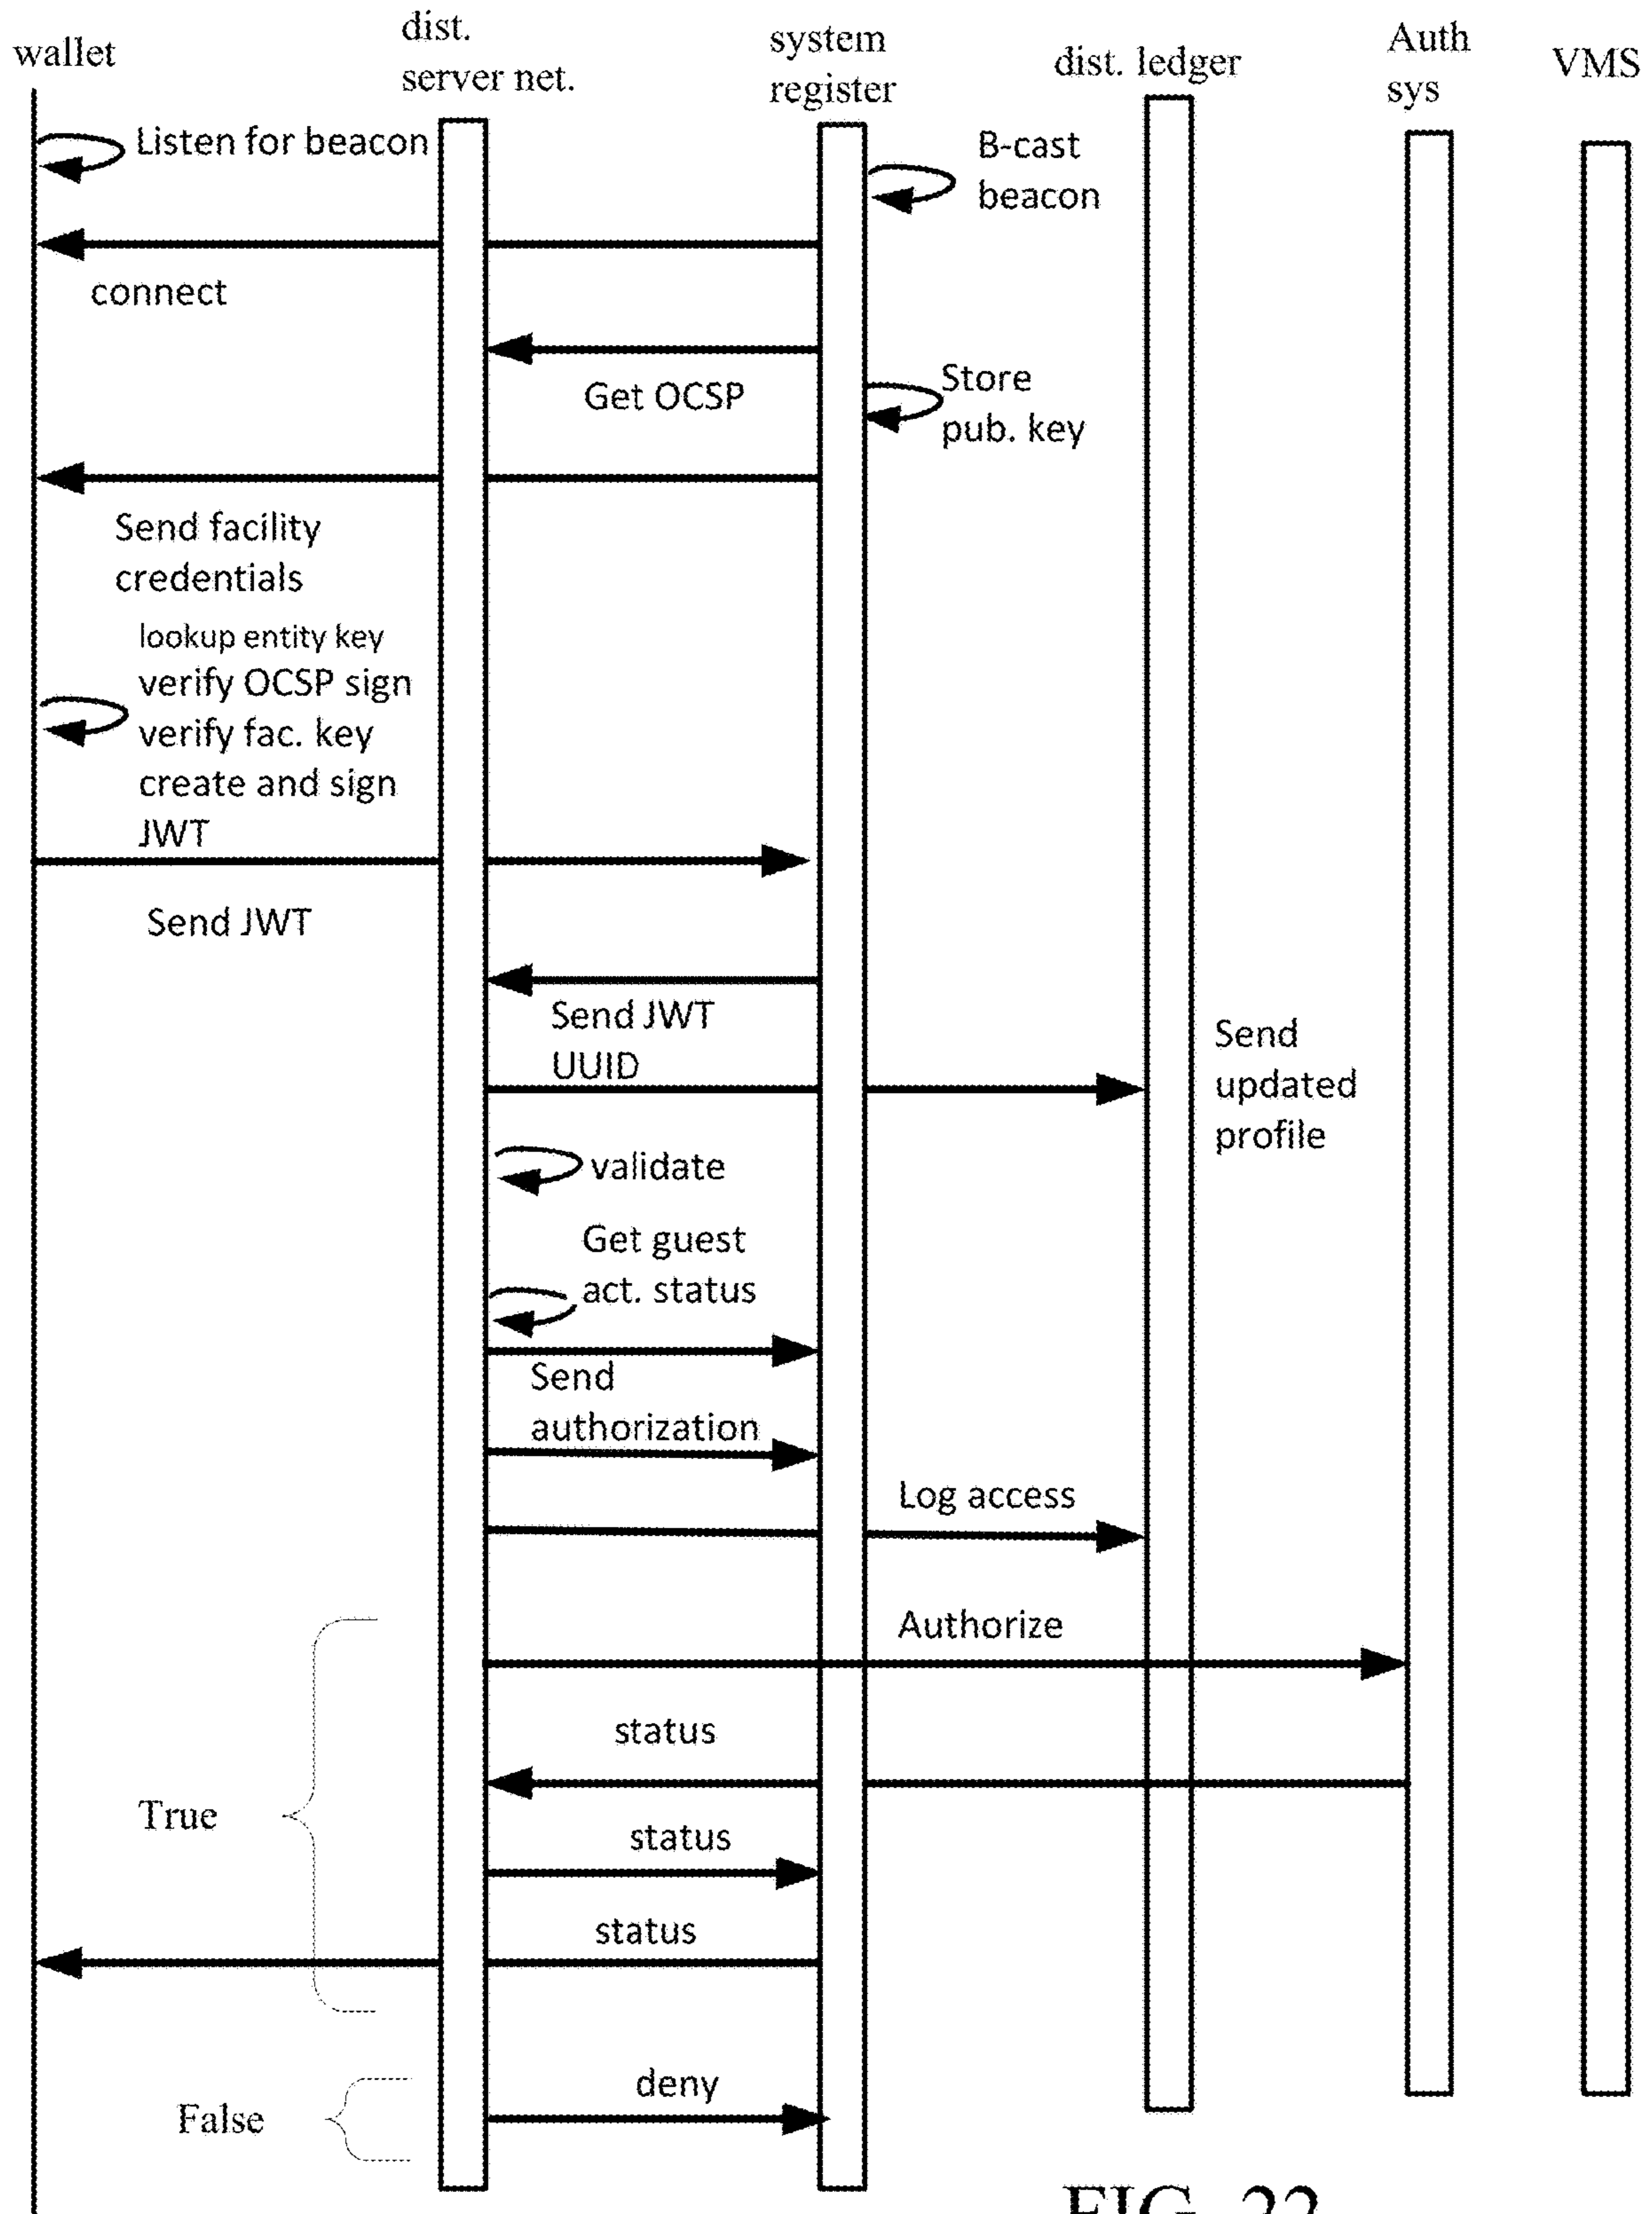 wallet
dist.
server net.
system
register
dist. ledger
Auth
sys
VMS
Listen for beacon
B-cast
beacon
connect
Get OCSP
Store
pub. key
Send facility
credentials
lookup entity key
verify OCSP sign
verify fac. key
create and sign
JWT
Send JWT
Send JWT
UUID
Send
updated
profile
validate
Get guest
act. status
Send
authorization
Log access
Authorize
status
True
status
status
deny
False